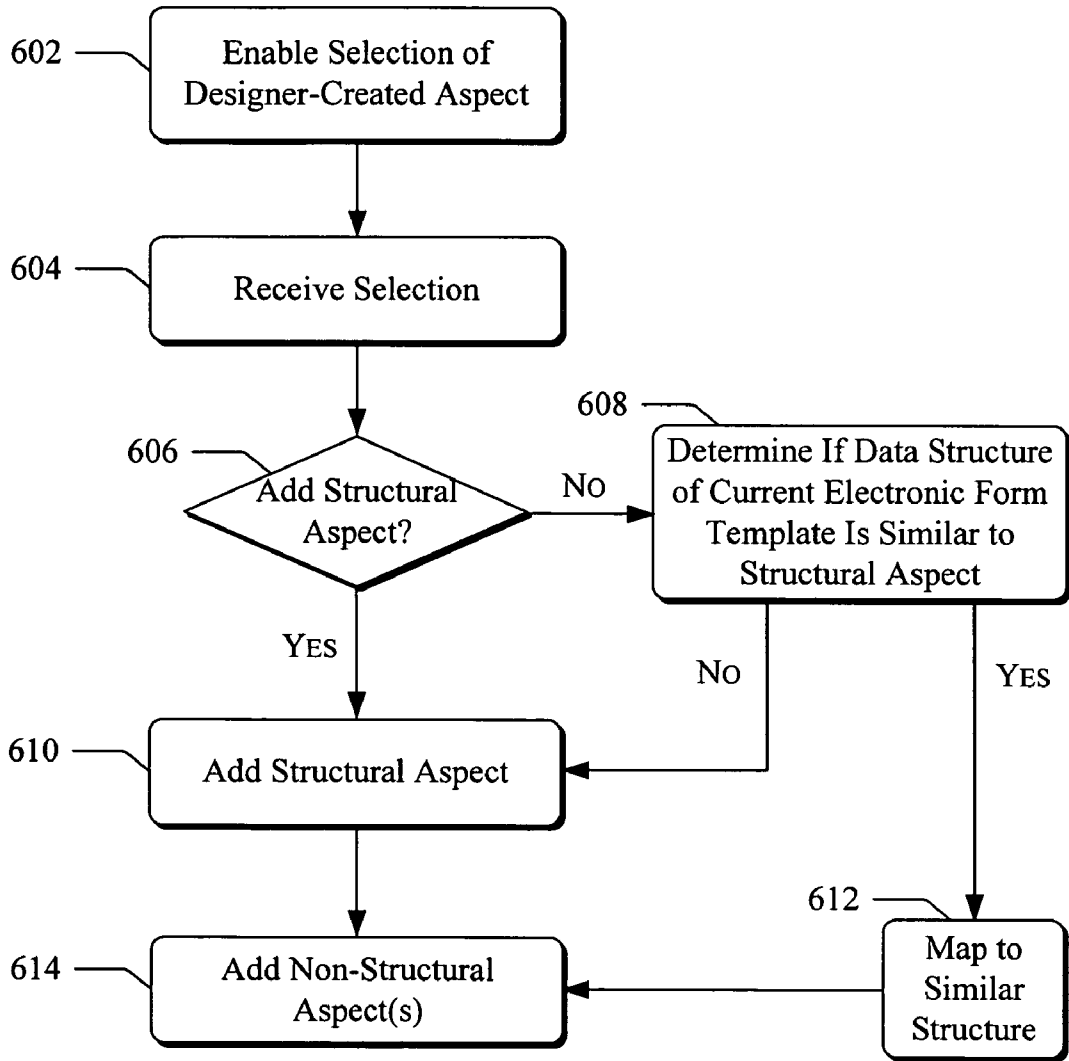 602
Enable Selection of
Designer-Created Aspect
604
Receive Selection
606
Add Structural
Aspect?
NO
YES
608
Determine If Data Structure
of Current Electronic Form
Template Is Similar to
Structural Aspect
NO
YES
610
Add Structural Aspect
612
Map to
Similar
Structure
614
Add Non-Structural
Aspect(s)